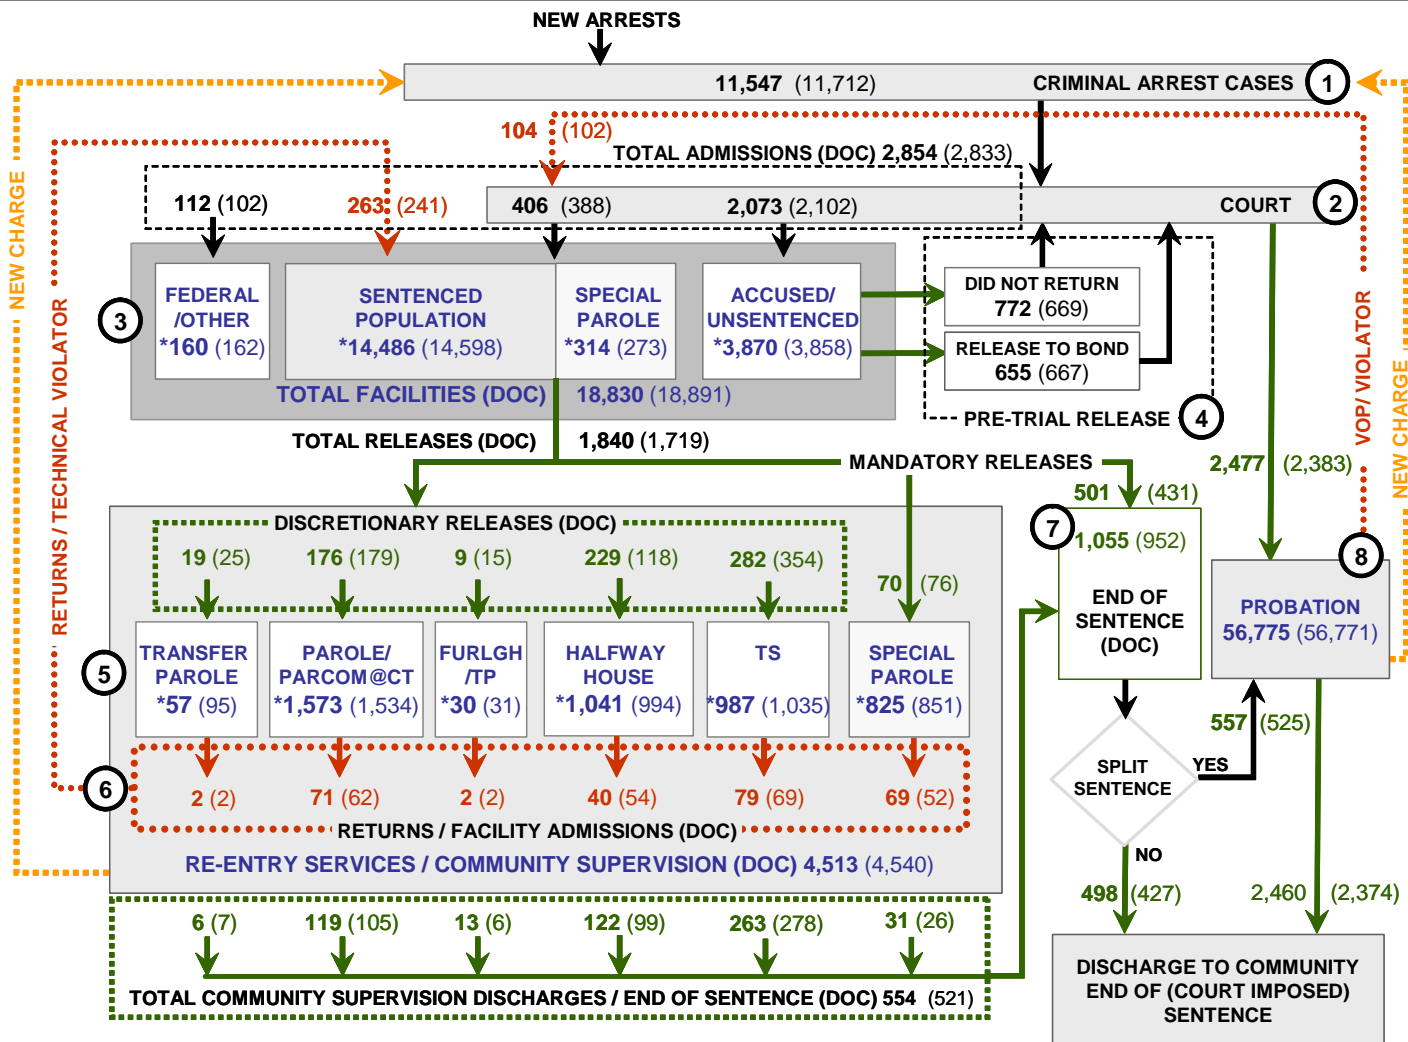 NEW ARRESTS
11,547 (11,712) CRIMINAL ARREST CASES 1
104 (102)
TOTAL ADMISSIONS (DOC) 2,854 (2,833)
112 (102) 263 (241) 406 (388) 2,073 (2,102) COURT 2
NEW CHARGE
RETURNS / TECHNICAL VIOLATOR
VOP/ VIOLATOR
NEW CHARGE
3
FEDERAL
/OTHER
*160 (162)
SENTENCED
POPULATION
*14,486 (14,598)
SPECIAL
PAROLE
*314 (273)
ACCUSED/
UNSENTENCED
*3,870 (3,858)
TOTAL FACILITIES (DOC) 18,830 (18,891)
DID NOT RETURN
772 (669)
RELEASE TO BOND
655 (667)
PRE-TRIAL RELEASE 4
TOTAL RELEASES (DOC) 1,840 (1,719)
MANDATORY RELEASES
2,477 (2,383)
501 (431)
DISCRETIONARY RELEASES (DOC)
19 (25) 176 (179) 9 (15) 229 (118) 282 (354)
70 (76)
5
TRANSFER
PAROLE
*57 (95)
PAROLE/
PARCOM@CT
*1,573 (1,534)
FURLGH
/TP
*30 (31)
HALFWAY
HOUSE
*1,041 (994)
TS
*987 (1,035)
SPECIAL
PAROLE
*825 (851)
6
2 (2) 71 (62) 2 (2) 40 (54) 79 (69) 69 (52)
RETURNS / FACILITY ADMISSIONS (DOC)
RE-ENTRY SERVICES / COMMUNITY SUPERVISION (DOC) 4,513 (4,540)
6 (7) 119 (105) 13 (6) 122 (99) 263 (278) 31 (26)
TOTAL COMMUNITY SUPERVISION DISCHARGES / END OF SENTENCE (DOC) 554 (521)
7
1,055 (952)
END OF
SENTENCE
(DOC)
8
PROBATION
56,775 (56,771)
557 (525)
SPLIT
SENTENCE
YES
NO
498 (427)
2,460 (2,374)
DISCHARGE TO COMMUNITY
END OF (COURT IMPOSED)
SENTENCE